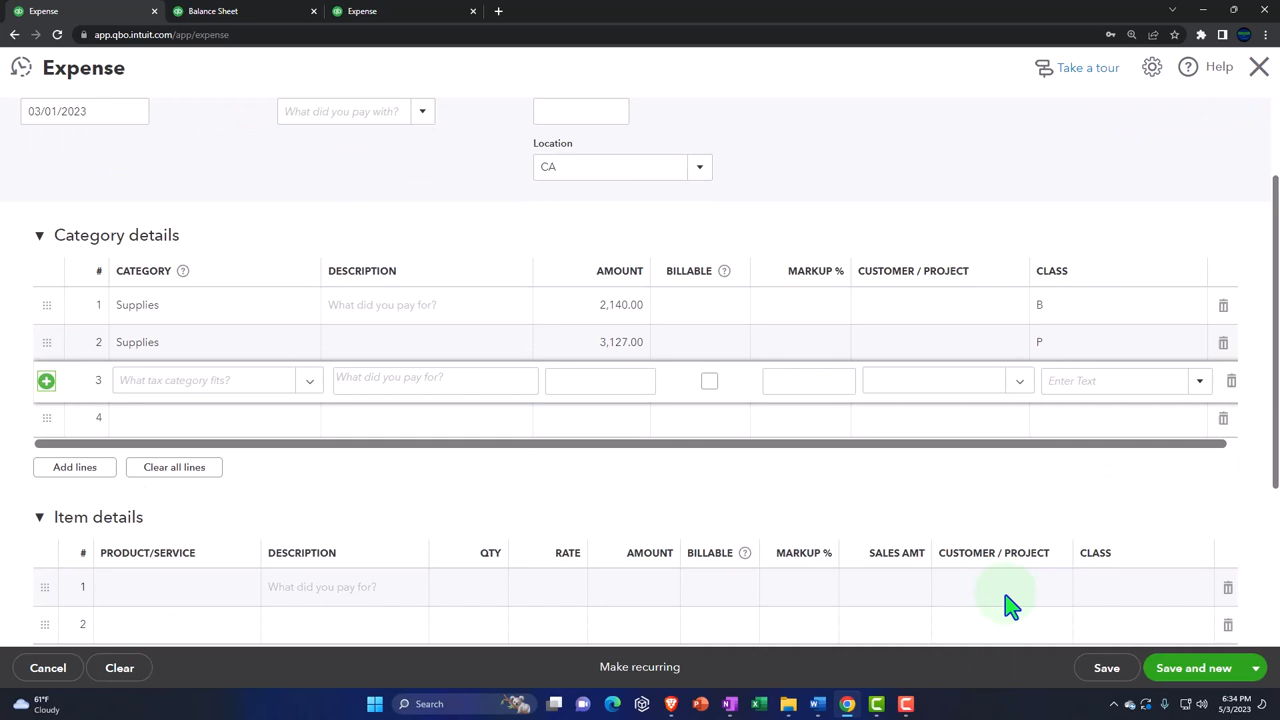 Expense
Balance Sheet
Expense
app.qbo.intuit.com/app/expense
Expense
Take a tour
Help
03/01/2023
What did you pay with?
Location
CA
Category details
# CATEGORY DESCRIPTION AMOUNT BILLABLE MARKUP % CUSTOMER / PROJECT CLASS
1 Supplies What did you pay for? 2,140.00 B
2 Supplies 3,127.00 P
3 What tax category fits? What did you pay for? Enter Text
4
Add lines Clear all lines
Item details
# PRODUCT/SERVICE DESCRIPTION QTY RATE AMOUNT BILLABLE MARKUP % SALES AMT CUSTOMER / PROJECT CLASS
1 What did you pay for?
2
Cancel Clear Make recurring Save Save and new
61°F
Cloudy
Search
6:34 PM
5/3/2023